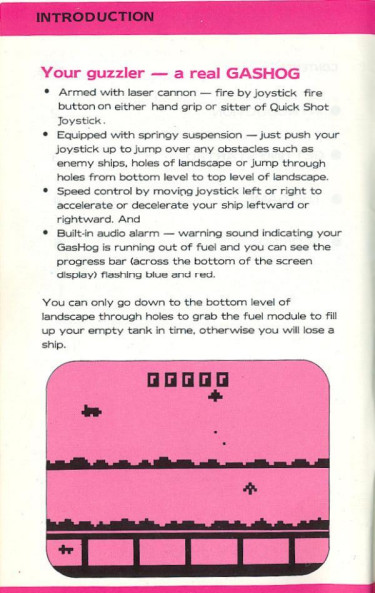 INTRODUCTION
Your guzzler — a real GASHOG
• Armed with laser cannon — fire by joystick fire
button on either hand grip or sitter of Quick Shot
Joystick.
• Equipped with springy suspension — just push your
joystick up to jump over any obstacles such as
enemy ships, holes of landscape or jump through
holes from bottom level to top level of landscape.
• Speed control by moving joystick left or right to
accelerate or decelerate your ship leftward or
rightward. And
• Built-in audio alarm — warning sound indicating your
GasHog is running out of fuel and you can see the
progress bar (across the bottom of the screen
display) flashing blue and red.
You can only go down to the bottom level of
landscape through holes to grab the fuel module to fill
up your empty tank in time, otherwise you will lose a
ship.